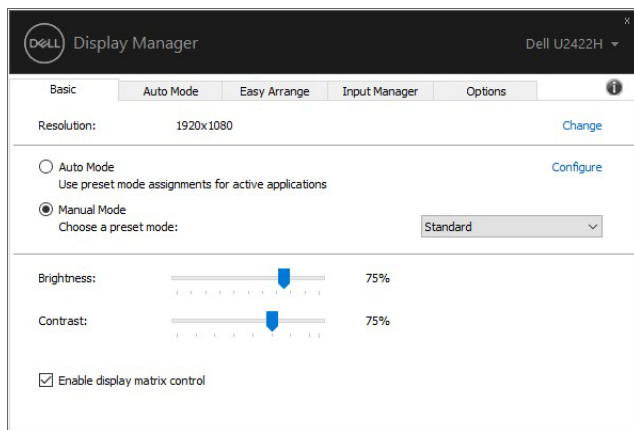 x
DELL Display Manager Dell U2422H
Basic Auto Mode Easy Arrange Input Manager Options
Resolution: 1920x1080 Change
Auto Mode Configure
Use preset mode assignments for active applications
Manual Mode
Choose a preset mode: Standard
Brightness: 75%
Contrast: 75%
Enable display matrix control